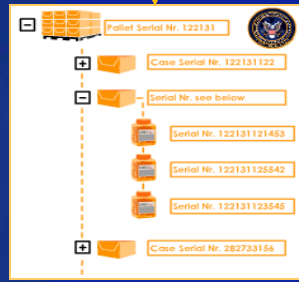 Pallet Serial Nr. 122131
Case Serial Nr. 122131122
Serial Nr. see below
Serial Nr. 122131121453
Serial Nr. 122131125542
Serial Nr. 122131123545
Case Serial Nr. 282733156